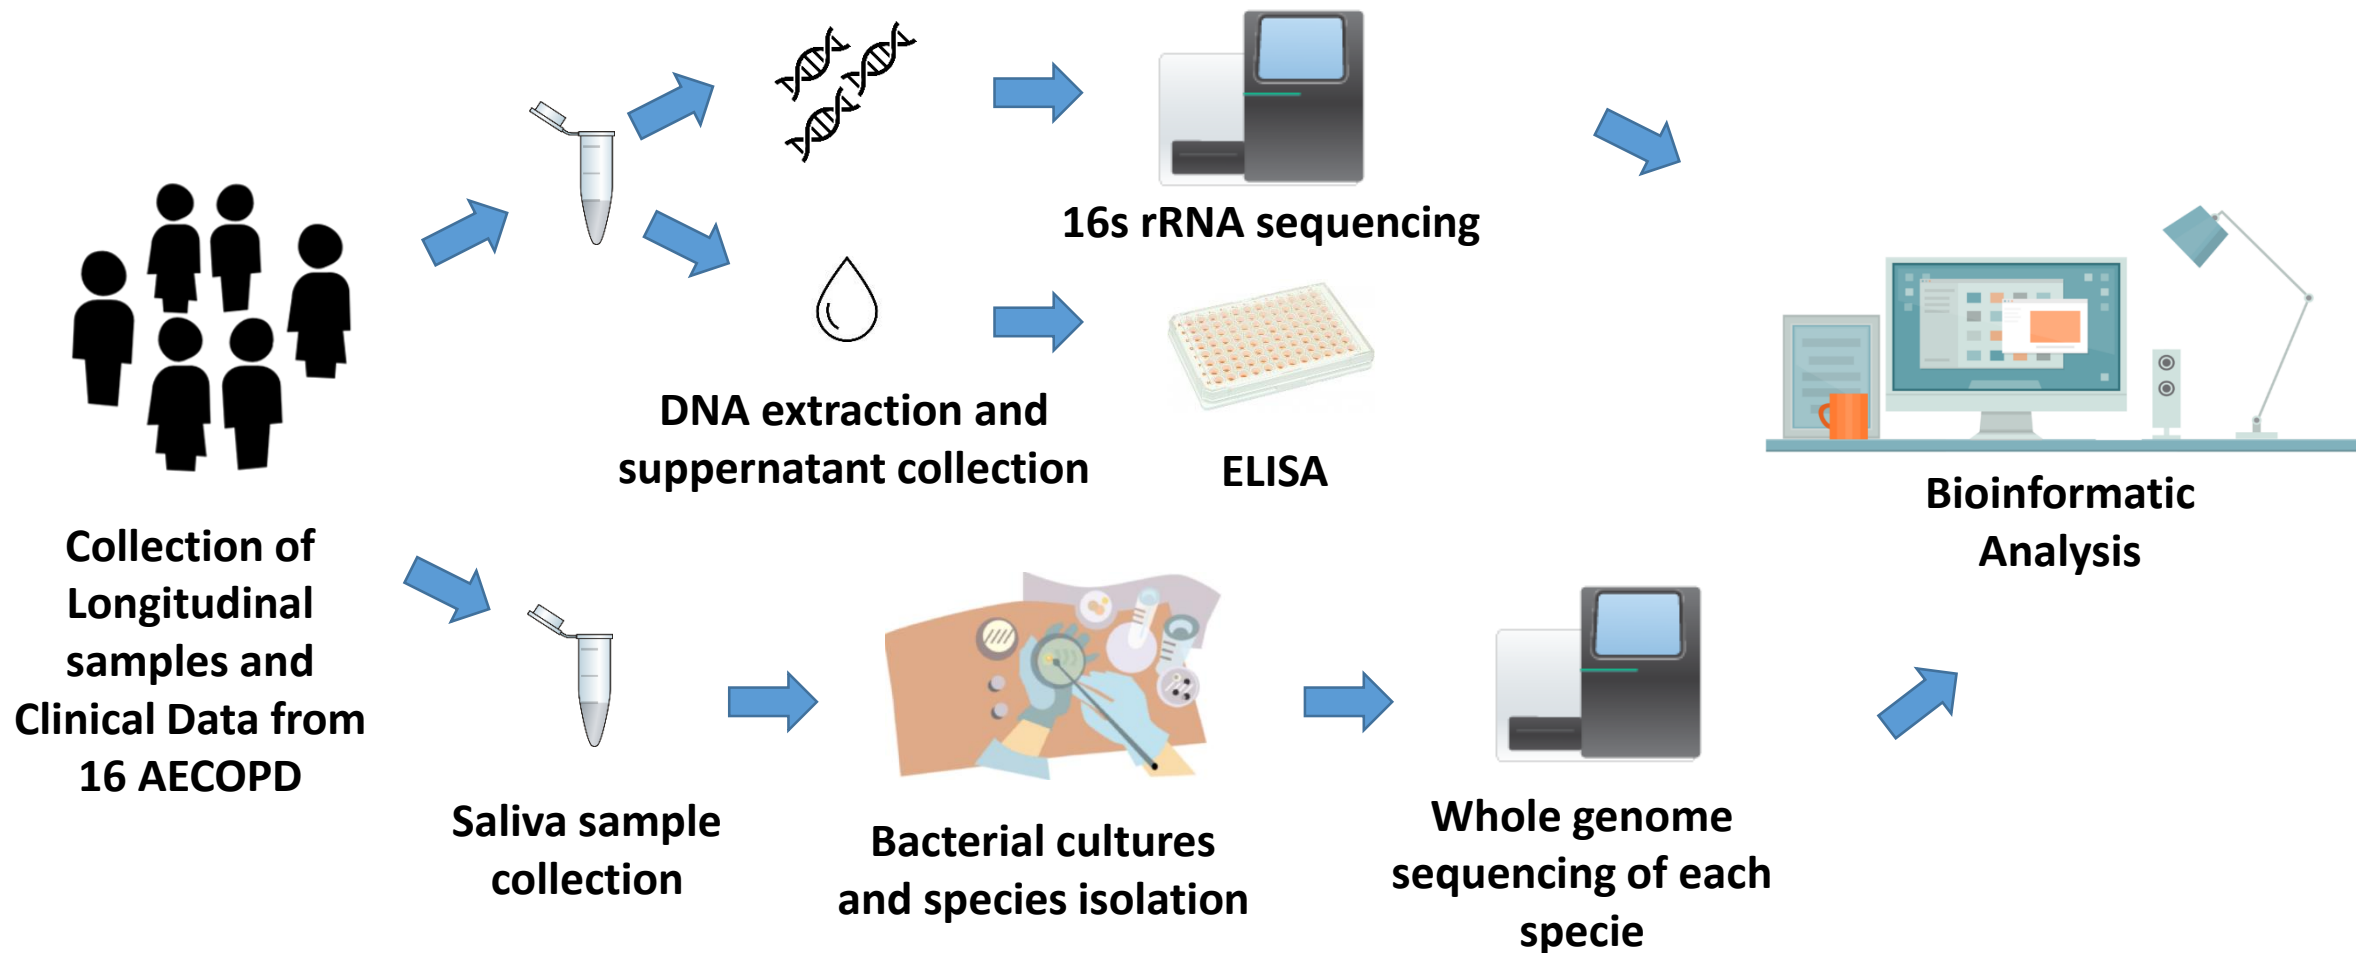 16s rRNA sequencing
DNA extraction and
suppernatant collection
ELISA
Collection of
Longitudinal
samples and
Clinical Data from
16 AECOPD
Saliva sample
collection
Bacterial cultures
and species isolation
Whole genome
sequencing of each
specie
Bioinformatic
Analysis